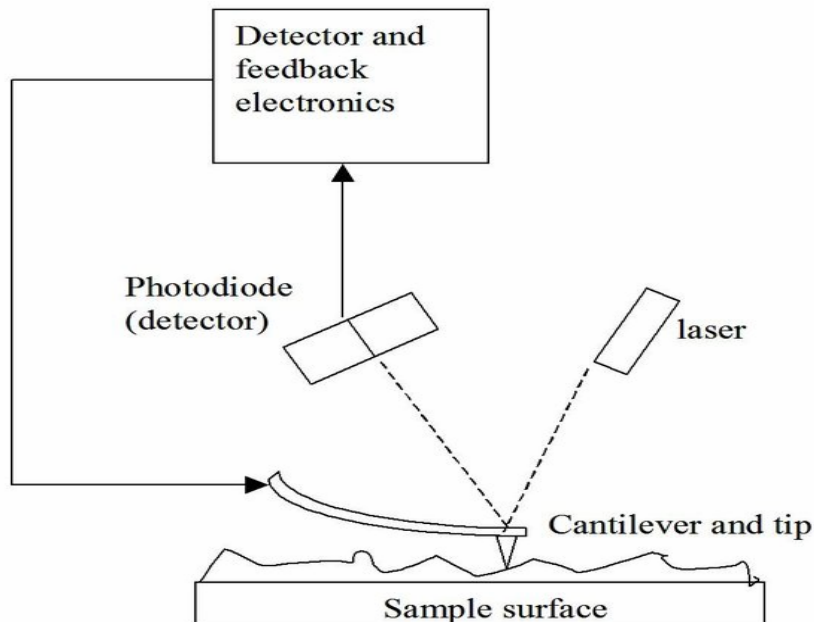 Detector and
feedback
electronics
Photodiode
(detector)
laser
Cantilever and tip
Sample surface